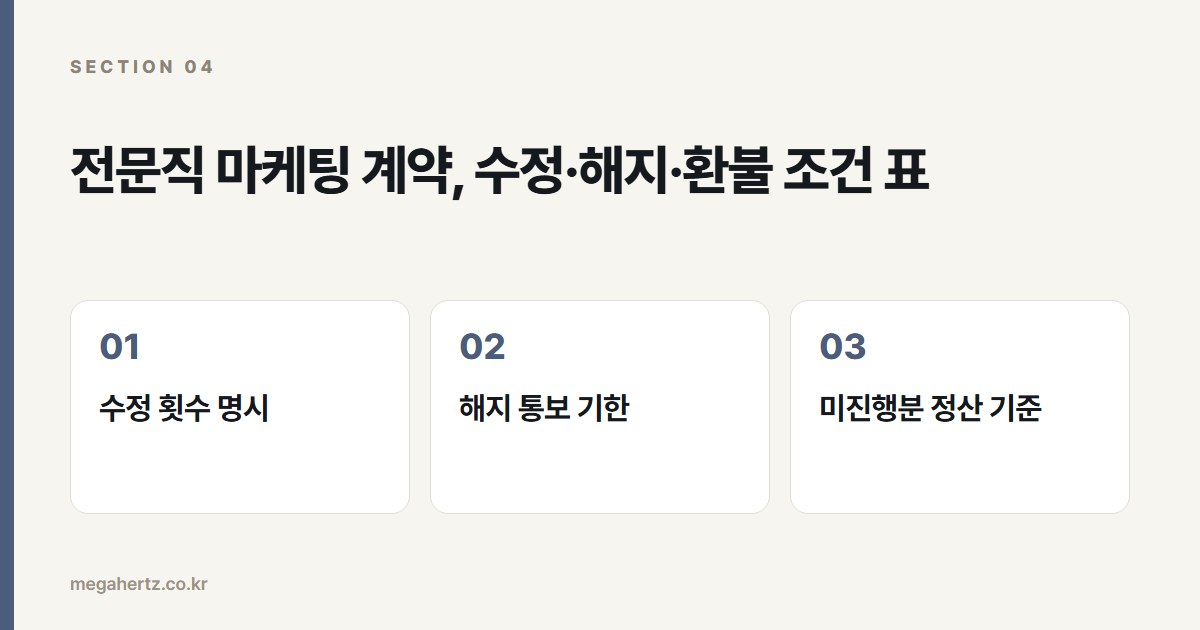 SECTION 04
전문직 마케팅 계약, 수정·해지·환불 조건 표
01
수정 횟수 명시
02
해지 통보 기한
03
미진행분 정산 기준
megahertz.co.kr